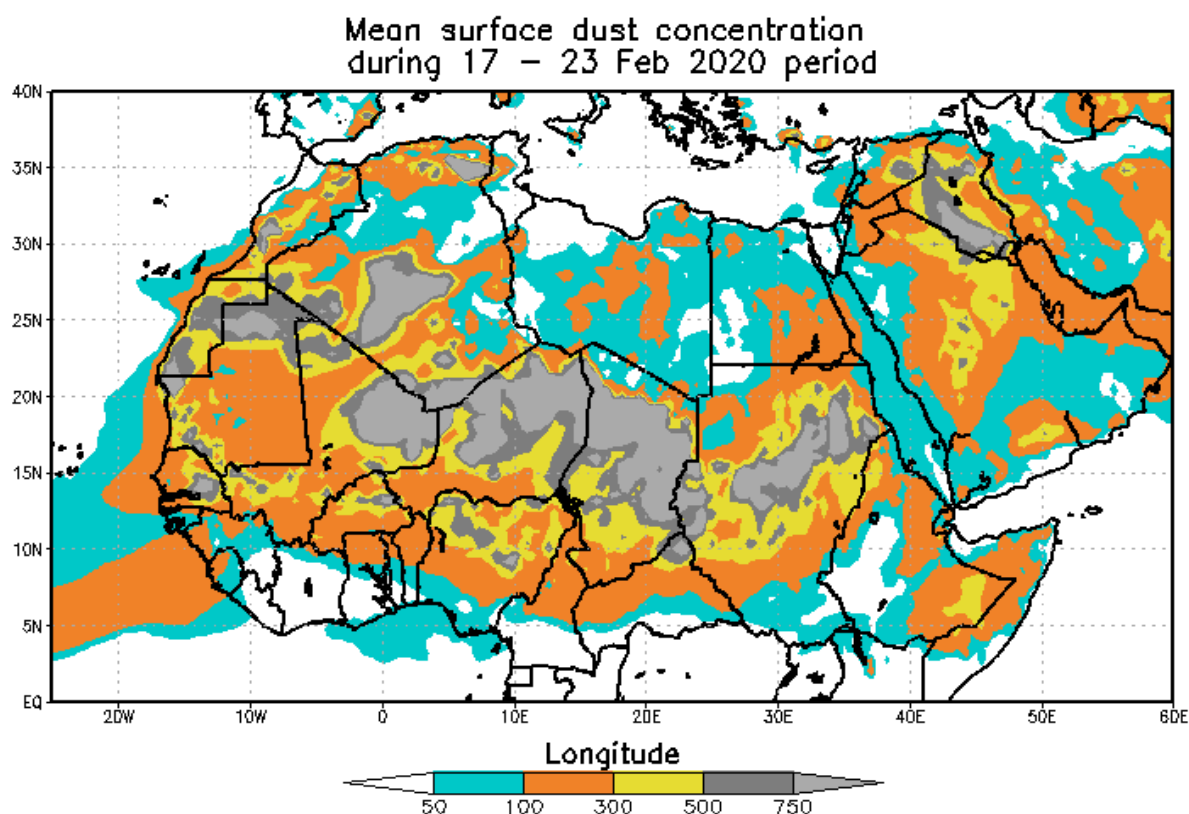 Mean surface dust concentration
during 17 – 23 Feb 2020 period
40N
35N
30N
25N
20N
15N
10N
5N
EQ
20W 10W 0 10E 20E 30E 40E 50E 60E
Longitude
50 100 300 500 750